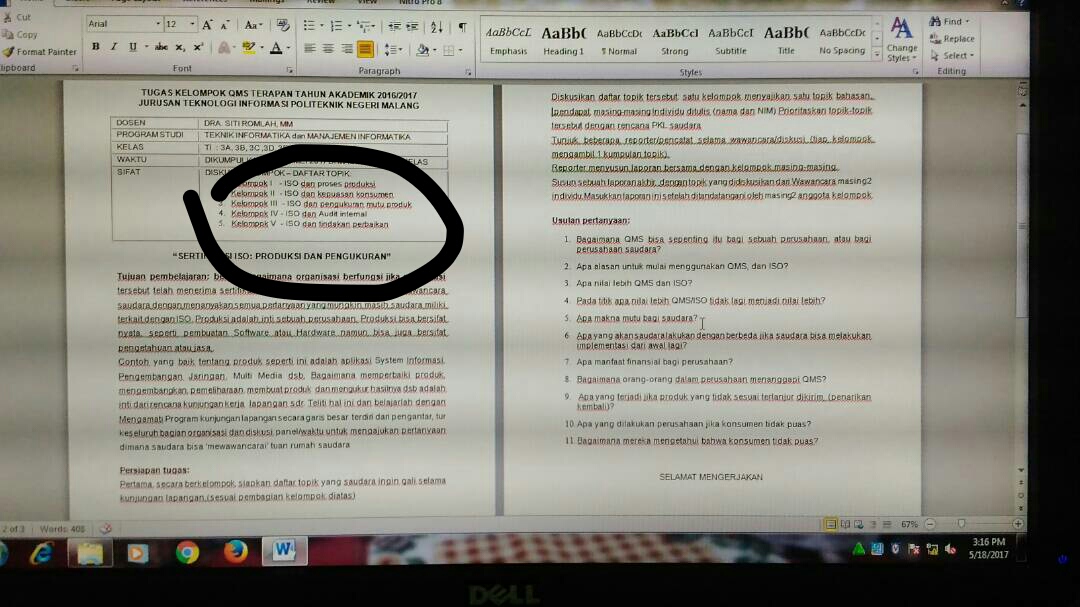 Cut
Copy
Format Painter
Clipboard
Arial
12
Font
Paragraph
AaBbCcI
Emphasis
AaBb(
Heading 1
AaBbCcDc
¶ Normal
AaBbCcI
Strong
AaBbCcI
Subtitle
AaBb(
Title
AaBbCcDc
No Spacing
Styles
Change
Styles
Find
Replace
Select
Editing
Nitro Pro 8
TUGAS KELOMPOK QMS TERAPAN TAHUN AKADEMIK 2016/2017
JURUSAN TEKNOLOGI INFORMASI POLITEKNIK NEGERI MALANG
DOSEN DRA. SITI ROMLAH, MM
PROGRAM STUDI TEKNIK INFORMATIKA dan MANAJEMEN INFORMATIKA
KELAS TI : 3A, 3B, 3C ,3D,
WAKTU
SIFAT – DAFTAR TOPIK:
Kelompok I - ISO dan proses produksi
Kelompok II - ISO dan kepuasan konsumen
3. Kelompok III - ISO dan pengukuran mutu produk
4. Kelompok IV - ISO dan Audit internal
5. Kelompok V - ISO dan tindakan perbaikan
ISO: PRODUKSI DAN PENGUKURAN”
Tujuan pembelajaran: organisasi berfungsi jika
tersebut telah menerima
saudara dengan menanyakan semua pertanyaan yang mungkin masih saudara miliki
terkait dengan ISO. Produksi adalah inti sebuah perusahaan. Produksi bisa bersifat
nyata, seperti pembuatan Software atau Hardware namun bisa juga bersifat
pengetahuan atau jasa.
Contoh yang baik tentang produk seperti ini adalah aplikasi System Informasi,
Pengembangan Jaringan, Multi Media dsb. Bagaimana memperbaiki produk,
mengembangkan, pemeliharaan, membuat produk dan mengukur hasilnya dsb adalah
inti dari rencana kunjungan kerja lapangan sdr. Teliti hal ini dan belajarlah dengan
Mengamati Program kunjungan lapangan secara garis besar terdiri dari pengantar, tur
keseluruh bagian organisasi dan diskusi panel/waktu untuk mengajukan pertanyaan
dimana saudara bisa ‘mewawancarai’ tuan rumah saudara
Persiapan tugas:
Pertama, secara berkelompok, siapkan daftar topik yang saudara ingin gali selama
kunjungan lapangan.(sesuai pembagian kelompok diatas)
Diskusikan daftar topik tersebut: satu kelompok menyajikan satu topik bahasan,
(pendapat masing-masing Individu ditulis (nama dan NIM) Prioritaskan topik-topik
tersebut dengan rencana PKL saudara
Tunjuk beberapa reporter/pencatat selama wawancara/diskusi (tiap kelompok
mengambil 1 kumpulan topik).
Reporter menyusun laporan bersama dengan kelompok masing-masing.
Susun sebuah laporan akhir, dengan topik yang didiskusikan dari Wawancara masing2
individu.Masukkan laporan ini setelah ditandatangani oleh masing2 anggota kelompok.
Usulan pertanyaan:
1. Bagaimana QMS bisa sepenting itu bagi sebuah perusahaan, atau bagi
perusahaan saudara?
2. Apa alasan untuk mulai menggunakan QMS, dan ISO?
3. Apa nilai lebih QMS dan ISO?
4. Pada titik apa nilai lebih QMS/ISO tidak lagi menjadi nilai lebih?
5. Apa makna mutu bagi saudara?
6. Apa yang akan saudara lakukan dengan berbeda jika saudara bisa melakukan
implementasi dari awal lagi?
7. Apa manfaat finansial bagi perusahaan?
8. Bagaimana orang-orang dalam perusahaan menanggapi QMS?
9. Apa yang terjadi jika produk yang tidak sesuai terlanjur dikirim, (penarikan
kembali)?
10. Apa yang dilakukan perusahaan jika konsumen tidak puas?
11. Bagaimana mereka mengetahui bahwa konsumen tidak puas?
SELAMAT MENGERJAKAN
2 of 3 Words: 408
67%
3:16 PM
5/18/2017
DELL